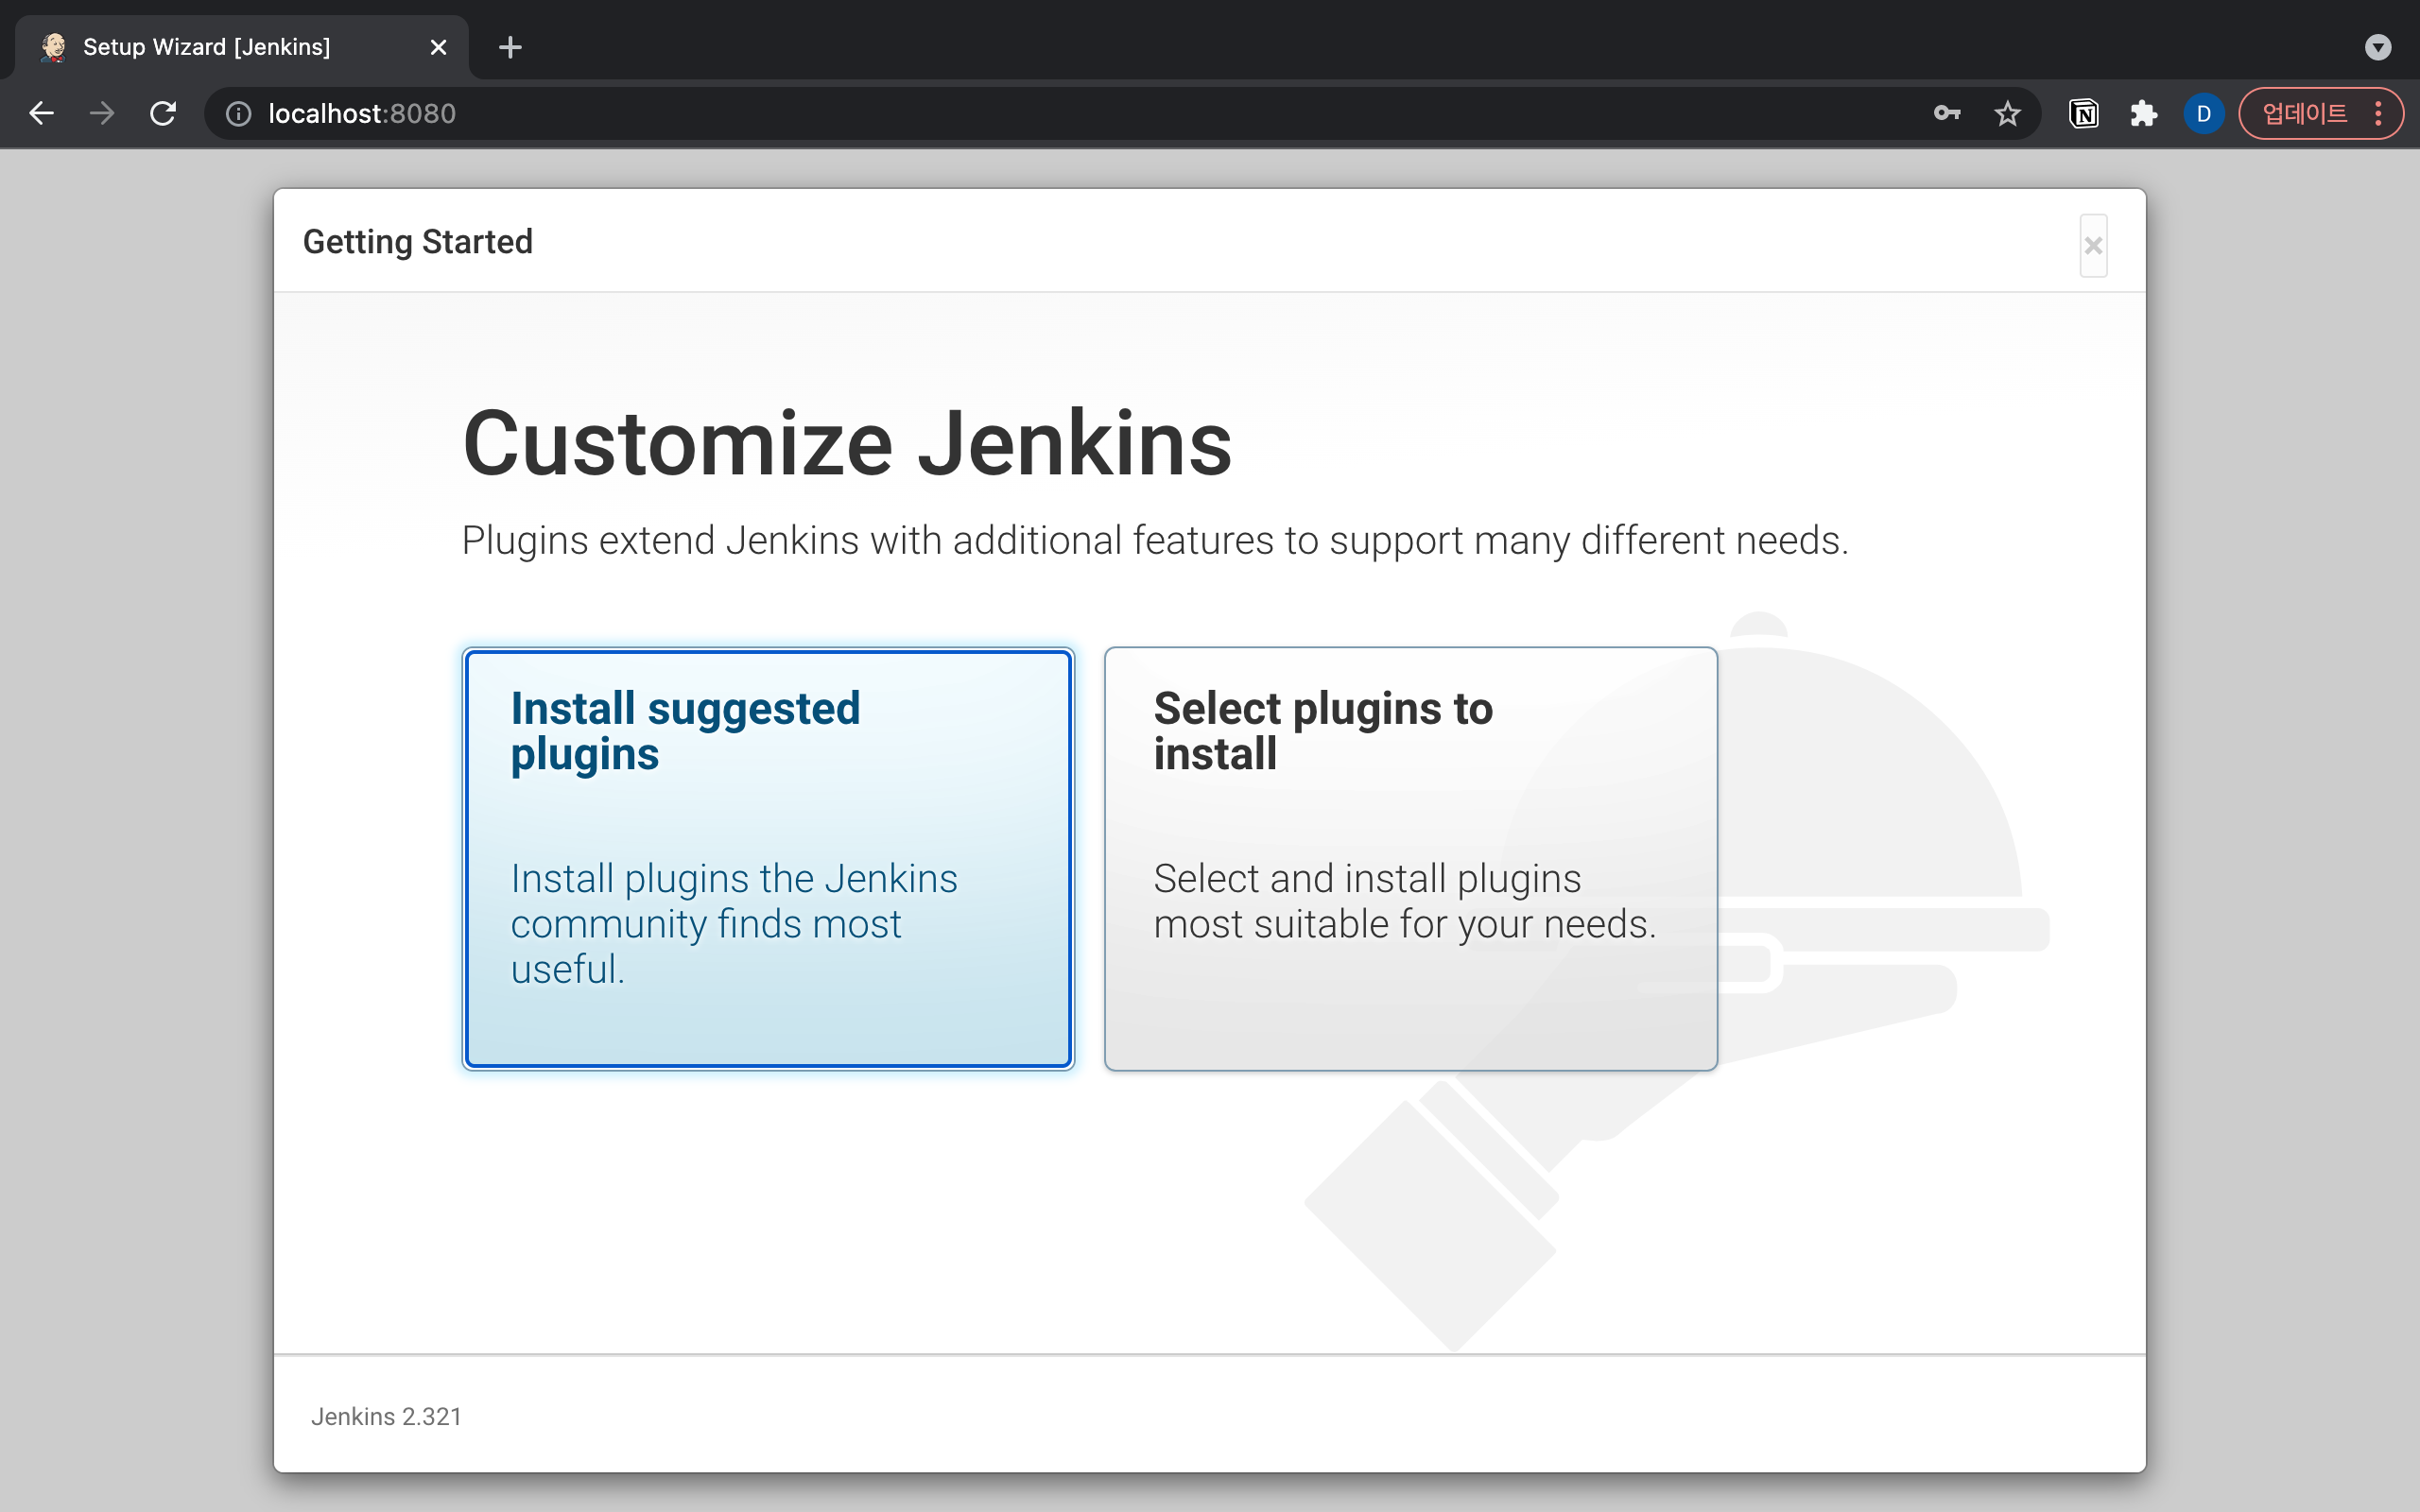 Setup Wizard [Jenkins]
localhost:8080
N
D
업데이트
Getting Started
Customize Jenkins
Plugins extend Jenkins with additional features to support many different needs.
Install suggested
plugins
Install plugins the Jenkins
community finds most
useful.
Select plugins to
install
Select and install plugins
most suitable for your needs.
Jenkins 2.321